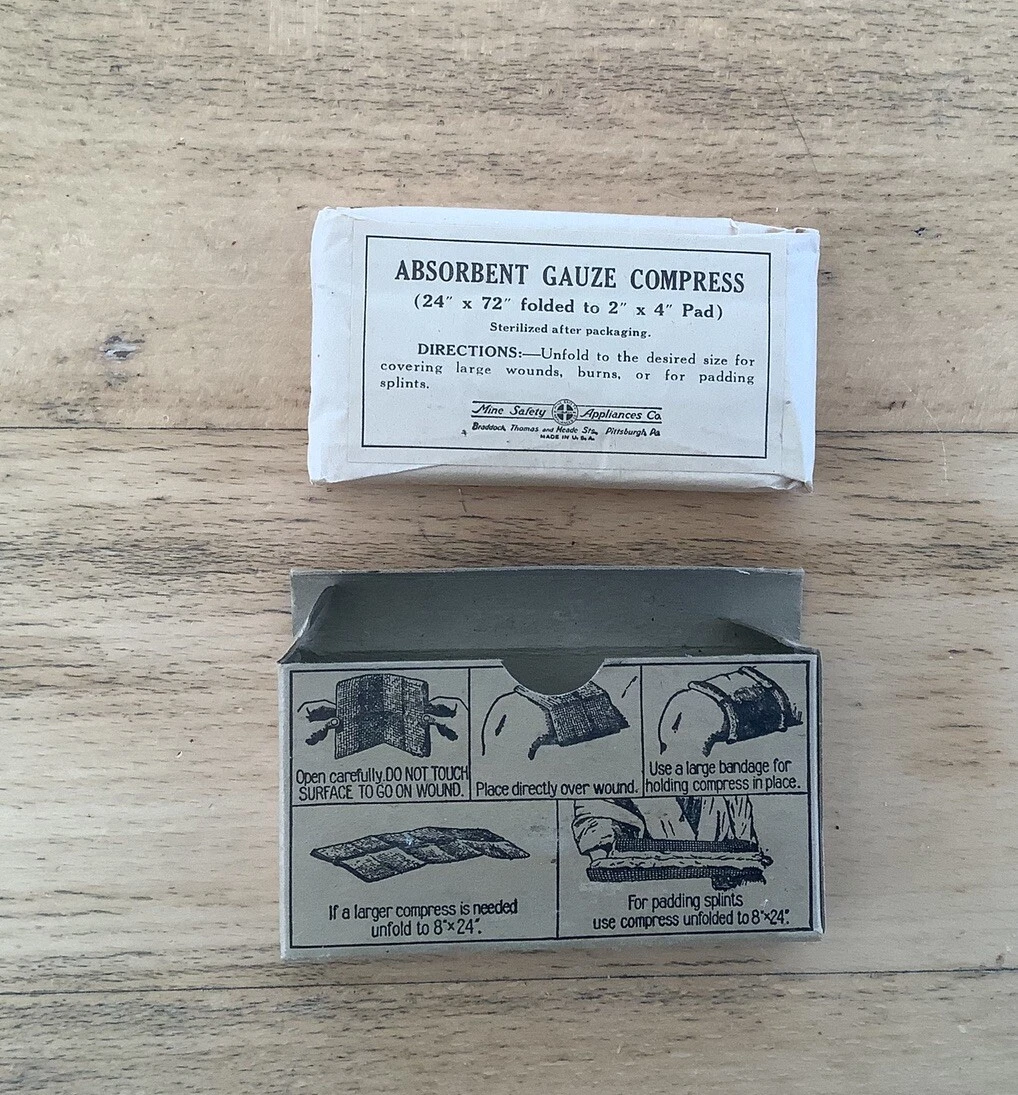 ABSORBENT GAUZE COMPRESS
(24″ x 72″ folded to 2″ x 4″ Pad)
Sterilized after packaging.
DIRECTIONS:—Unfold to the desired size for
covering large wounds, burns, or for padding
splints.
Mine Safety Appliances Co.
Braddock, Thomas and Meade Sts., Pittsburgh, Pa.
MADE IN U. S. A.
Open carefully. DO NOT TOUCH
SURFACE TO GO ON WOUND.
Place directly over wound.
Use a large bandage for
holding compress in place.
If a larger compress is needed
unfold to 8"x24".
For padding splints
use compress unfolded to 8"x24".